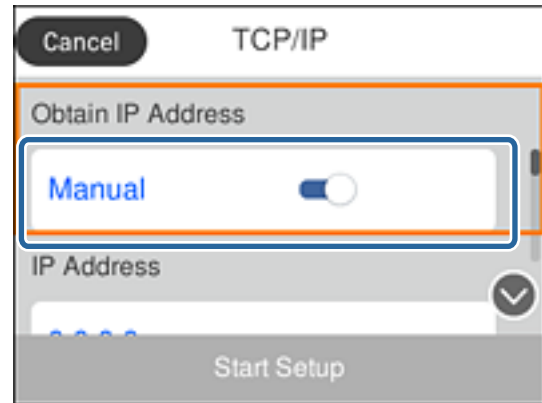 Cancel
TCP/IP
Obtain IP Address
Manual
IP Address
Start Setup